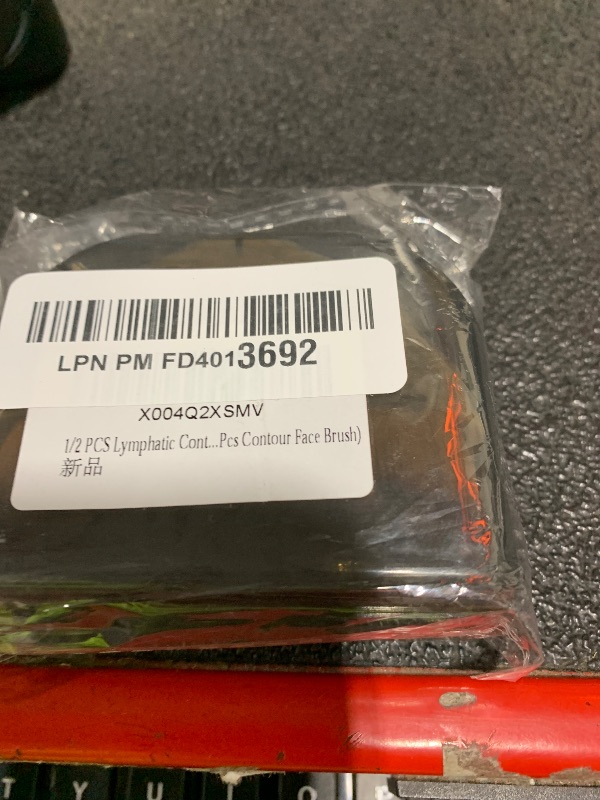 LPN PM FD4013692
X004Q2XSMV
1/2 PCS Lymphatic Cont...Pcs Contour Face Brush)
新品
T Y U I O P